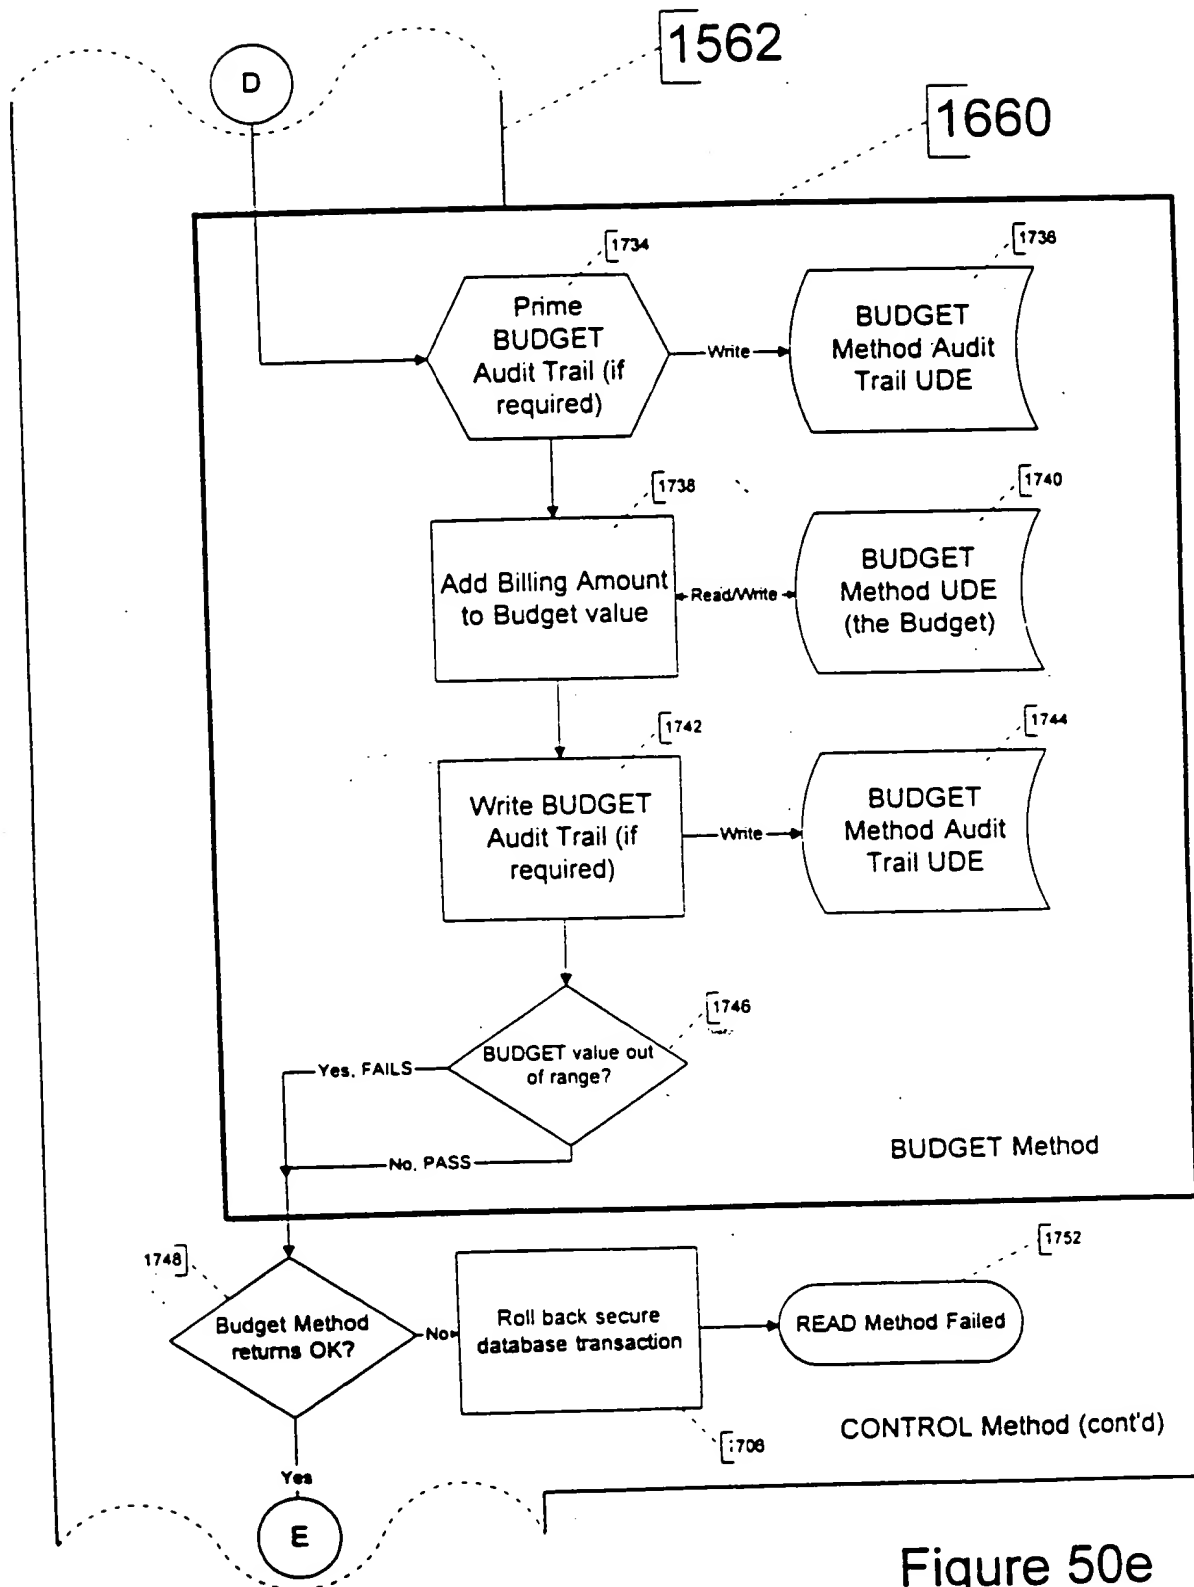 1562
D
1660
1734
1736
Prime
BUDGET
Audit Trail (if
required)
Write
BUDGET
Method Audit
Trail UDE
1738
1740
Add Billing Amount
to Budget value
Read/Write
BUDGET
Method UDE
(the Budget)
1742
1744
Write BUDGET
Audit Trail (if
required)
Write
BUDGET
Method Audit
Trail UDE
1746
BUDGET value out
of range?
Yes, FAILS
No, PASS
BUDGET Method
1748
1752
Budget Method
returns OK?
No
Roll back secure
database transaction
READ Method Failed
1706
CONTROL Method (cont'd)
Yes
E
Figure 50e